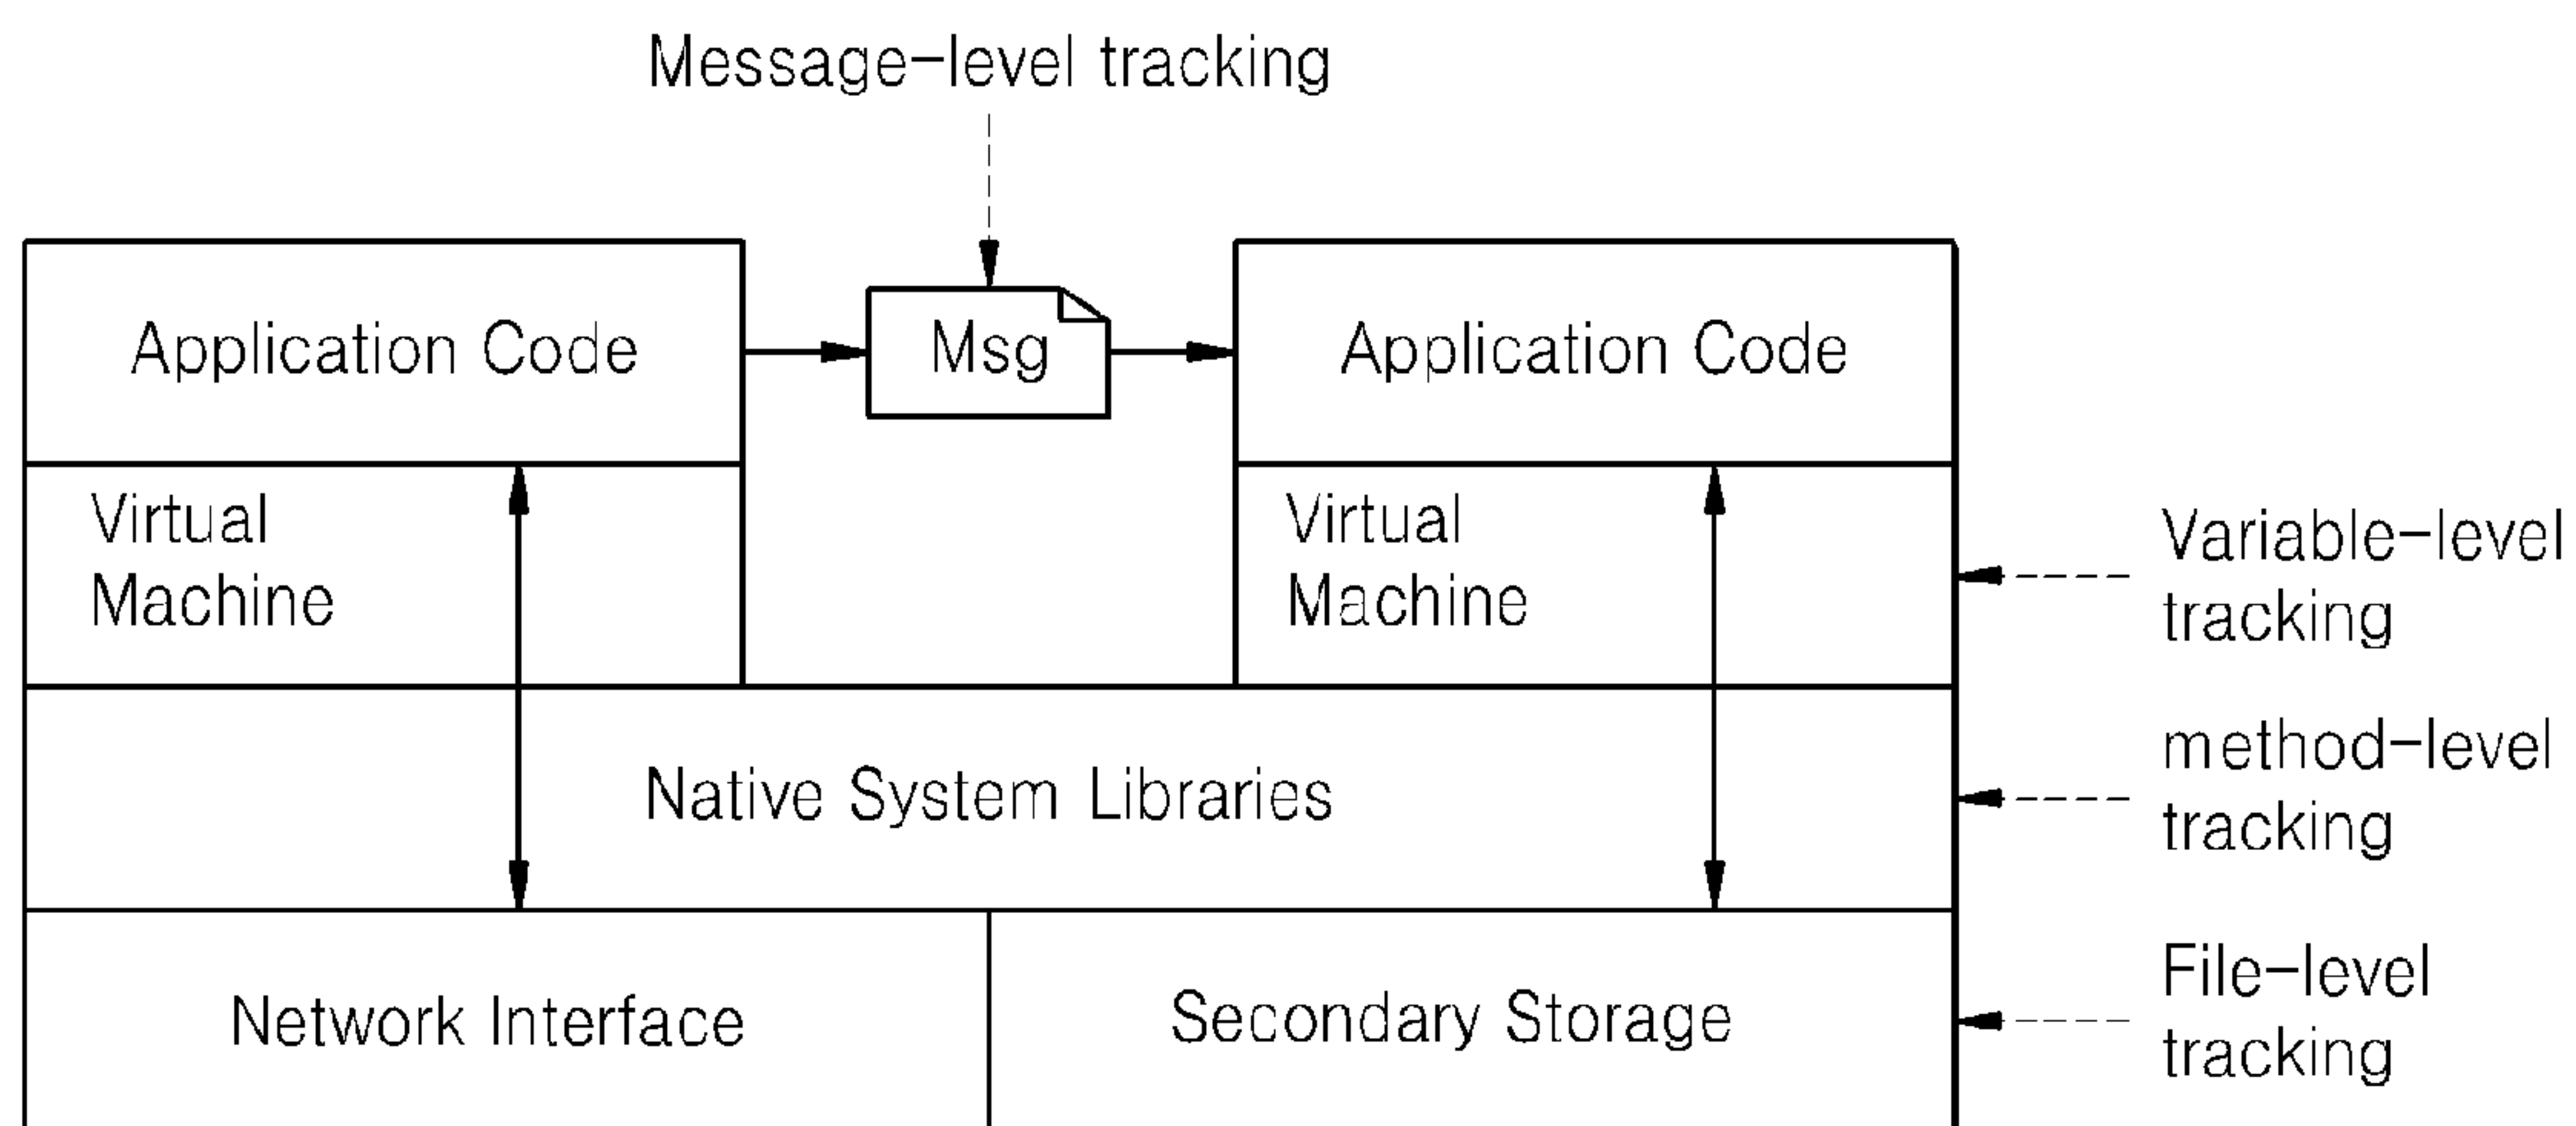 Message-level tracking
Application Code
Msg
Application Code
Virtual
Machine
Virtual
Machine
Variable-level
tracking
Native System Libraries
method-level
tracking
Network Interface
Secondary Storage
File-level
tracking